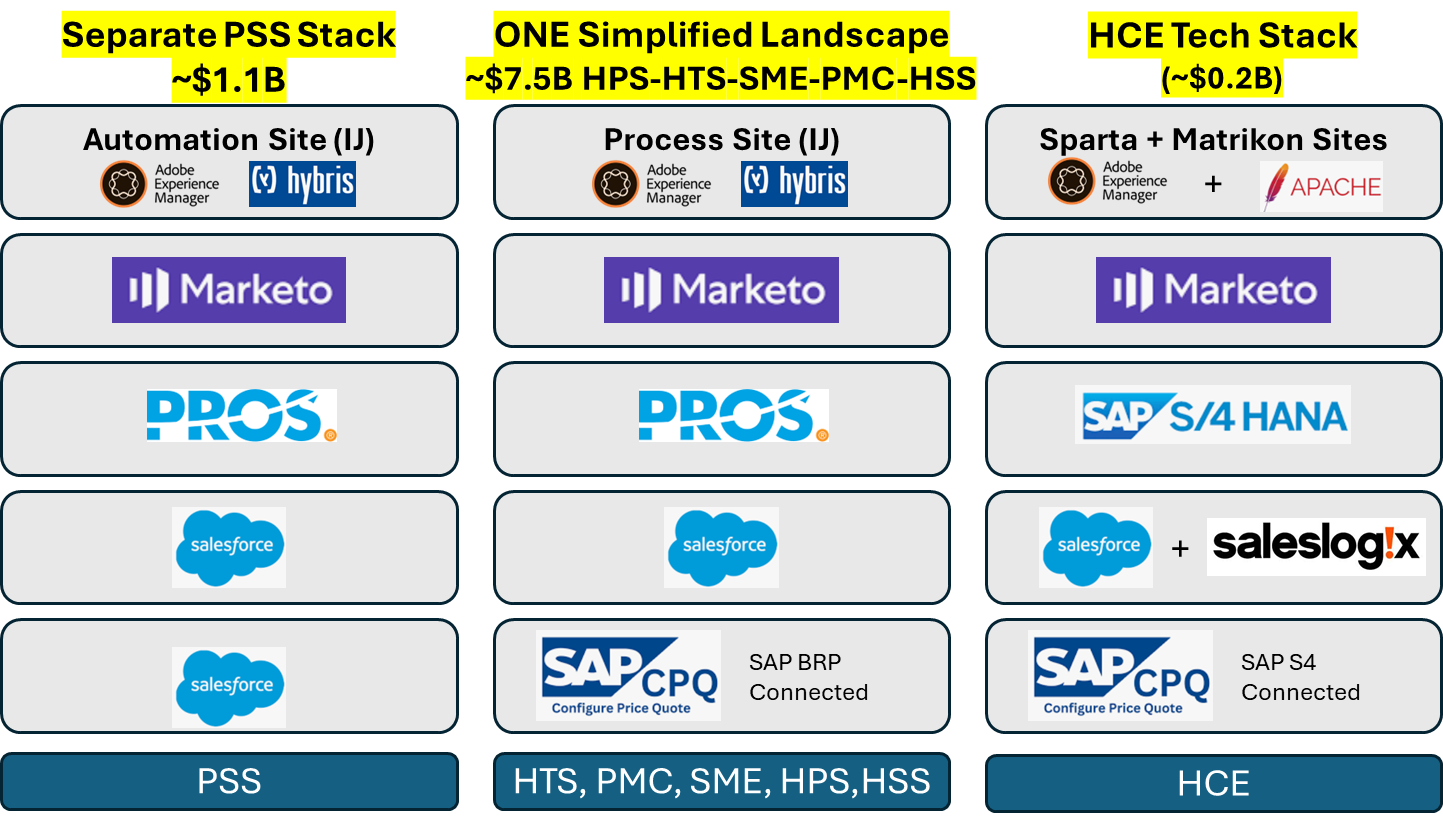 Separate PSS Stack
~$1.1B
Automation Site (IJ)
Adobe
Experience
Manager
(Y) hybris
Marketo
PROS
salesforce
salesforce
PSS
ONE Simplified Landscape
~$7.5B HPS-HTS-SME-PMC-HSS
Process Site (IJ)
Adobe
Experience
Manager
(Y) hybris
Marketo
PROS
salesforce
SAP CPQ
Configure Price Quote
SAP BRP
Connected
HTS, PMC, SME, HPS,HSS
HCE Tech Stack
(~$0.2B)
Sparta + Matrikon Sites
Adobe
Experience
Manager
+
APACHE
Marketo
SAP S/4 HANA
salesforce
+
saleslog!x
SAP CPQ
Configure Price Quote
SAP S4
Connected
HCE